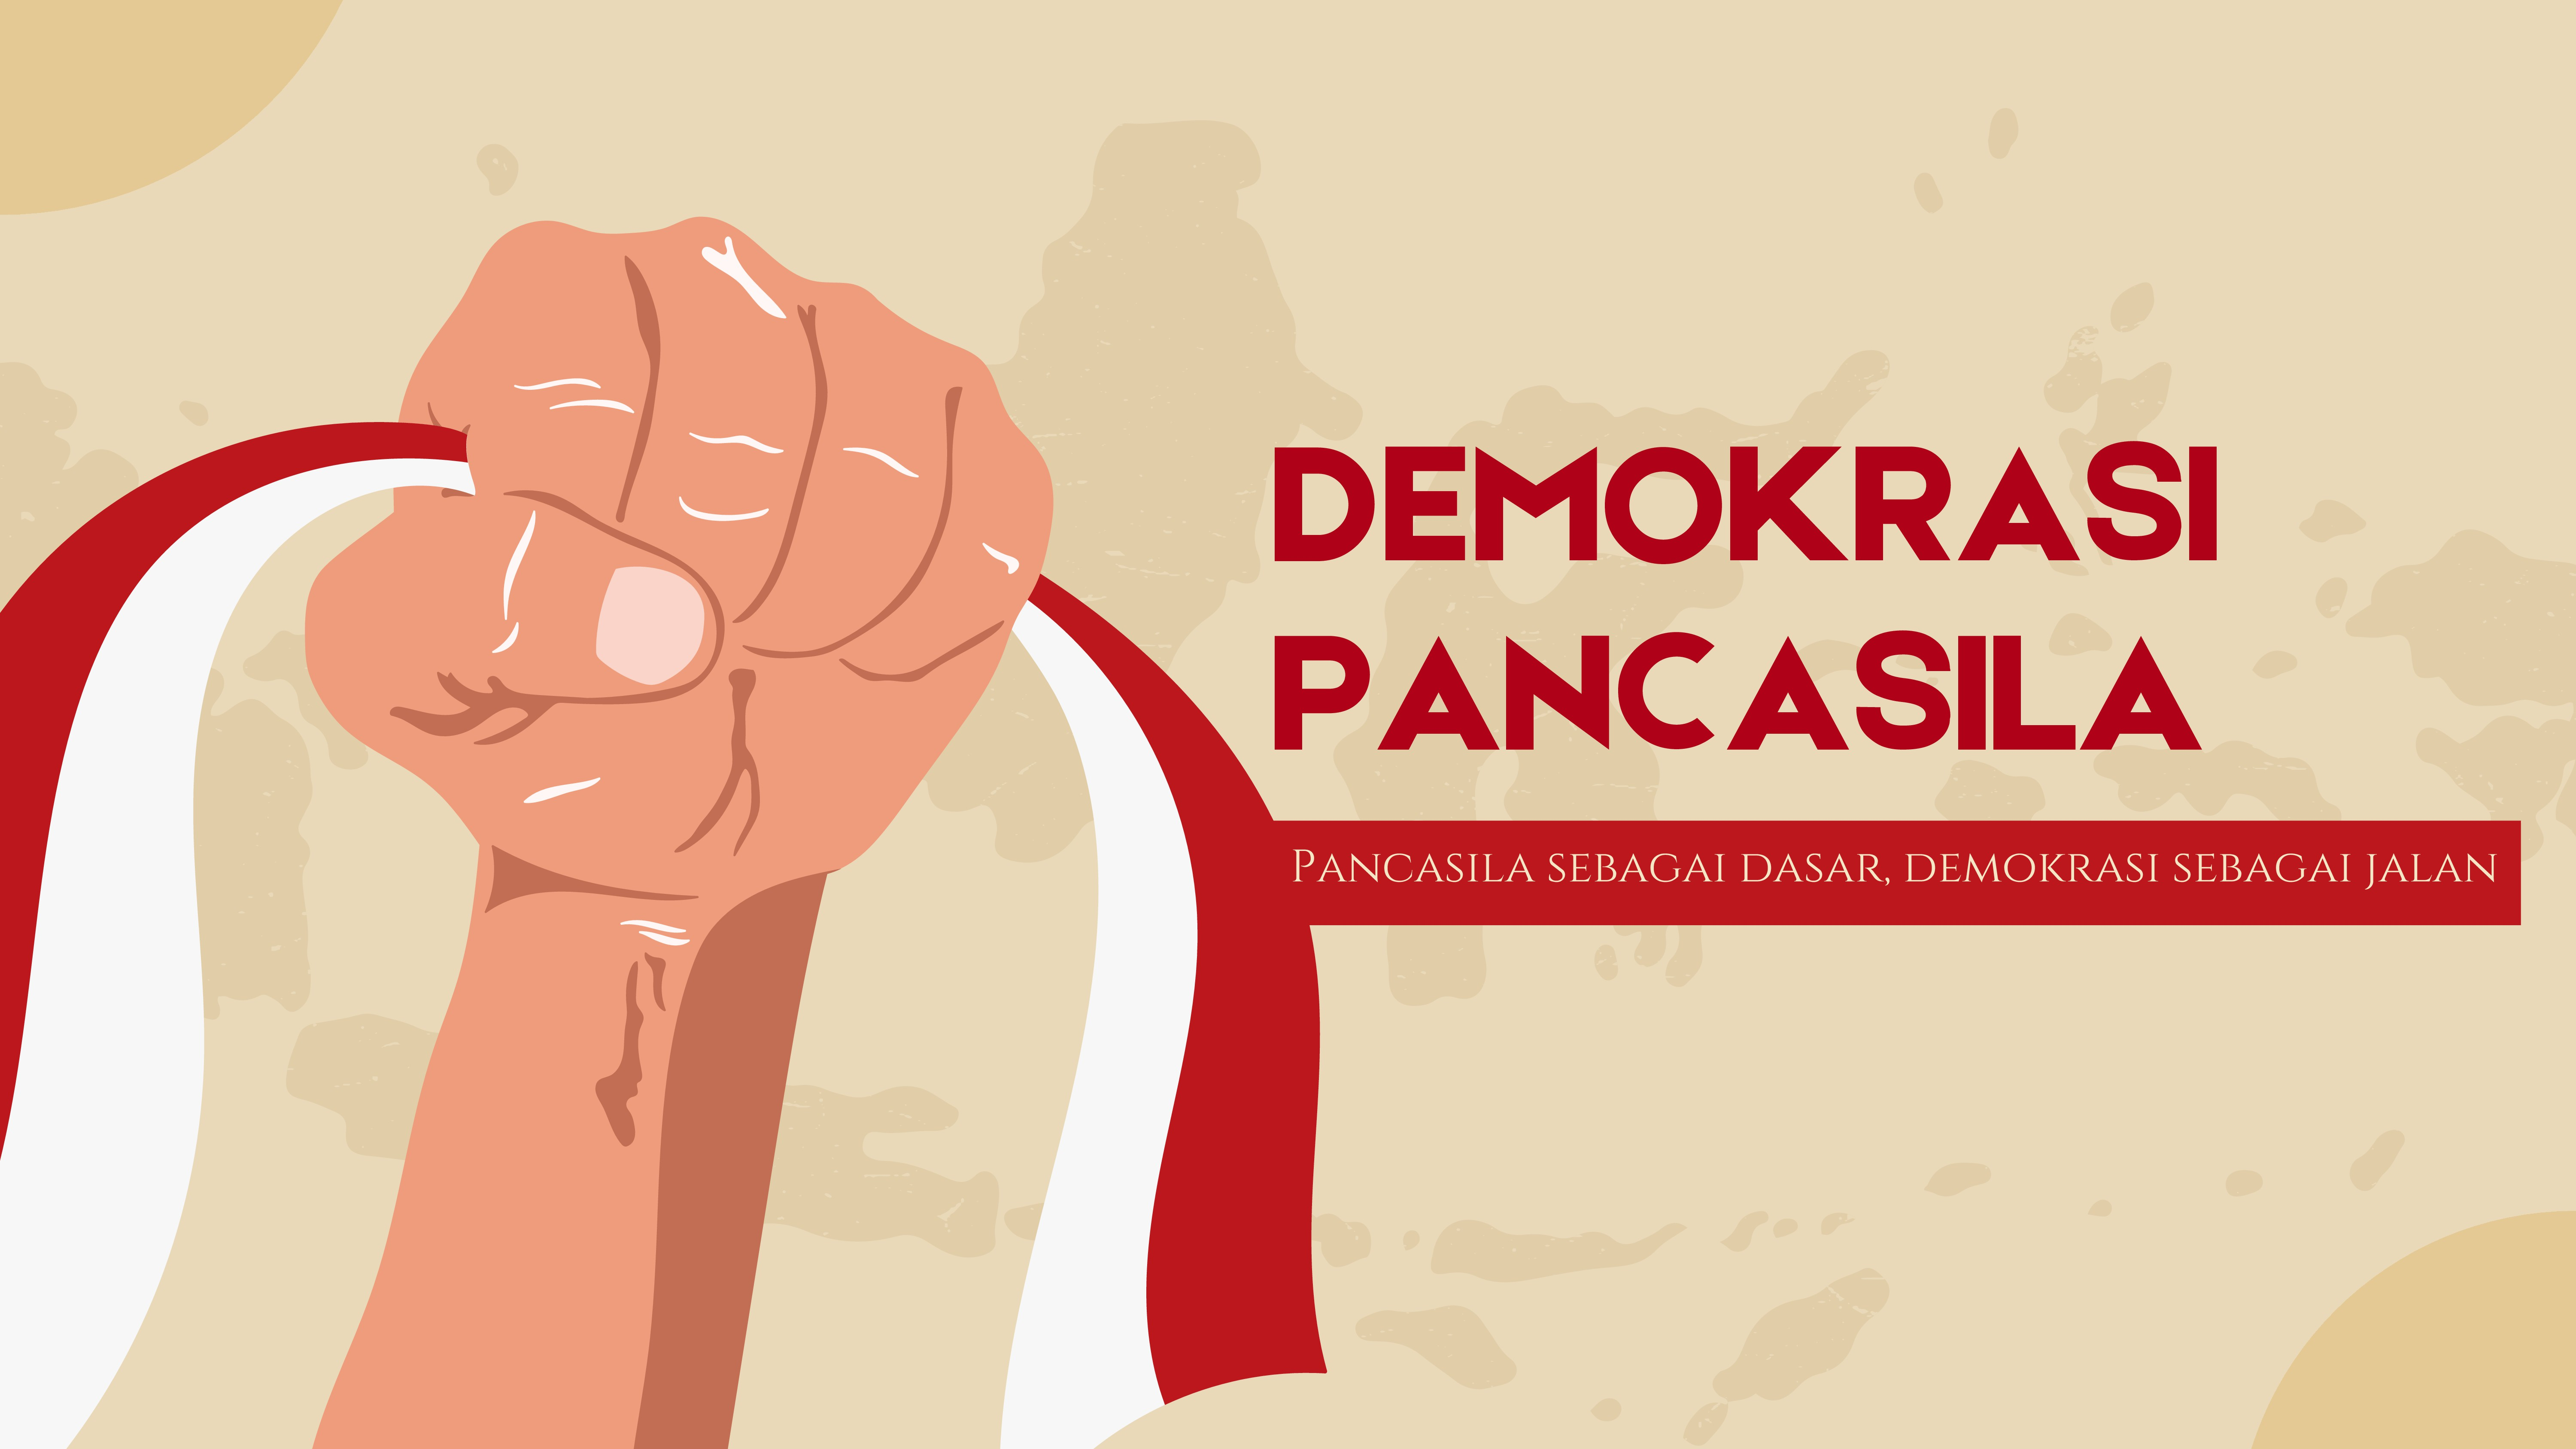 DEMOKRASI
PANCASILA
Pancasila sebagai dasar, demokrasi sebagai jalan